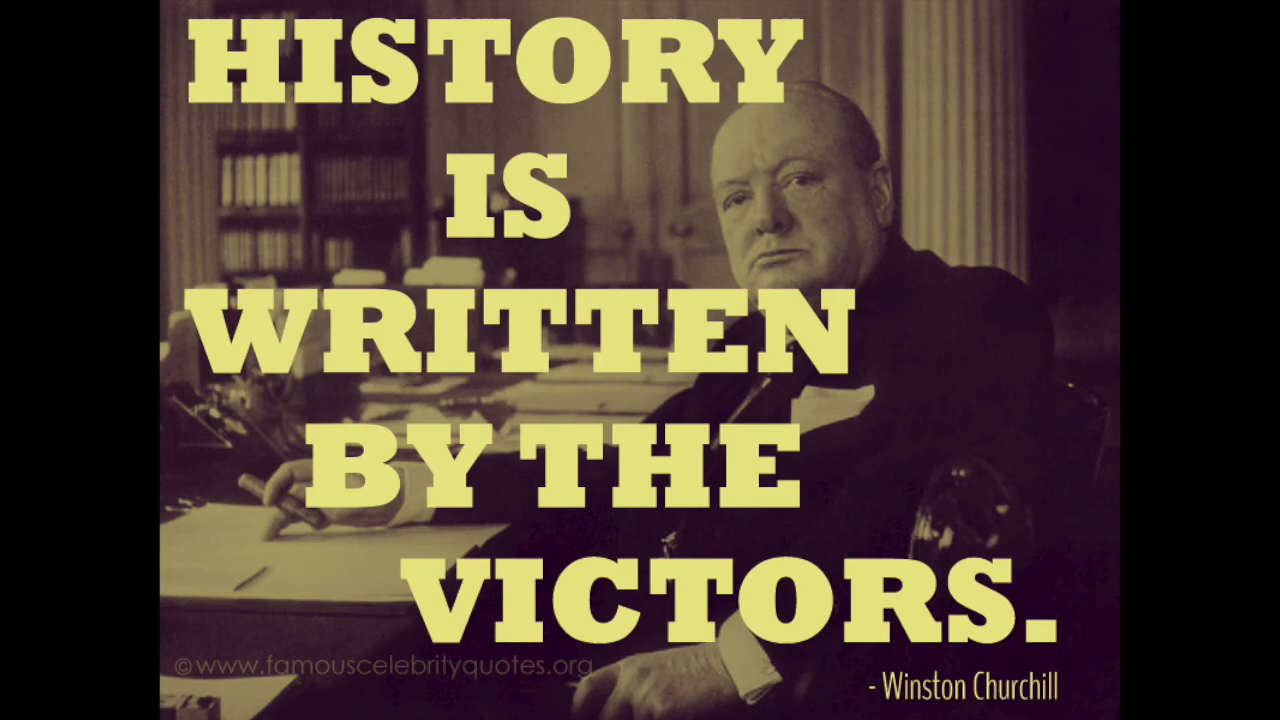 HISTORY
IS
WRITTEN
BY THE
VICTORS.
©www.famouscelebrityquotes.org
- Winston Churchill